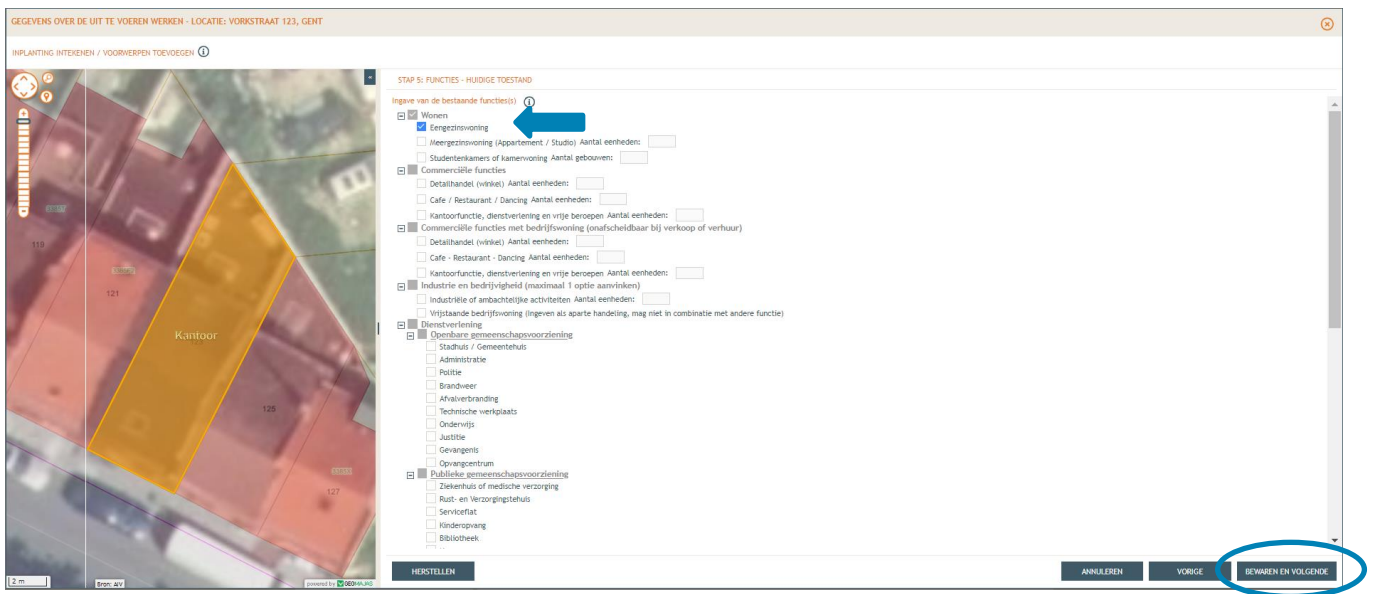 GEGEVENS OVER DE UIT TE VOEREN WERKEN - LOCATIE: VORKSTRAAT 123, GENT
INPLANTING INTEKENEN / VOORWERPEN TOEVOEGEN
STAP 5: FUNCTIES - HUIDIGE TOESTAND
Ingave van de bestaande functies(s)
Wonen
Eengezinswoning
Meergezinswoning (Appartement / Studio) Aantal eenheden:
Studentenkamers of kamerwoning Aantal gebouwen:
Commerciële functies
Detailhandel (winkel) Aantal eenheden:
Cafe / Restaurant / Dancing Aantal eenheden:
Kantoorfunctie, dienstverlening en vrije beroepen Aantal eenheden:
Commerciële functies met bedrijfswoning (onafscheidbaar bij verkoop of verhuur)
Detailhandel (winkel) Aantal eenheden:
Cafe - Restaurant - Dancing Aantal eenheden:
Kantoorfunctie, dienstverlening en vrije beroepen Aantal eenheden:
Industrie en bedrijvigheid (maximaal 1 optie aanvinken)
Industriële of ambachtelijke activiteiten Aantal eenheden:
Vrijstaande bedrijfswoning (Ingeven als aparte handeling, mag niet in combinatie met andere functie)
Dienstverlening
Openbare gemeenschapsvoorziening
Stadhuis / Gemeentehuis
Administratie
Politie
Brandweer
Afvalverbranding
Technische werkplaats
Onderwijs
Justitie
Gevangenis
Opvangcentrum
Publieke gemeenschapsvoorziening
Ziekenhuis of medische verzorging
Rust- en Verzorgingstehuis
Serviceflat
Kinderopvang
Bibliotheek
119
121
Kantoor
125
127
2 m
Bron: AIV
powered by GEOMAJAS
HERSTELLEN
ANNULEREN
VORIGE
BEWAREN EN VOLGENDE